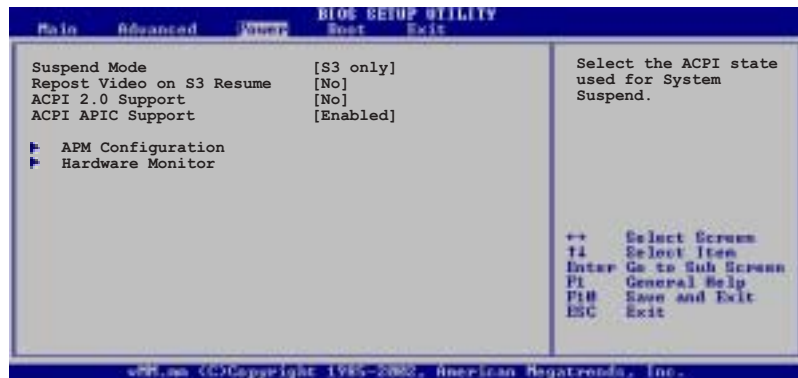 BIOS SETUP UTILITY
Main Advanced Power Boot Exit
Suspend Mode [S3 only]
Repost Video on S3 Resume [No]
ACPI 2.0 Support [No]
ACPI APIC Support [Enabled]
APM Configuration
Hardware Monitor
Select the ACPI state
used for System
Suspend.
↔ Select Screen
↑↓ Select Item
Enter Go to Sub Screen
F1 General Help
F10 Save and Exit
ESC Exit
vMM.mm (C)Copyright 1985-2002, American Megatrends, Inc.